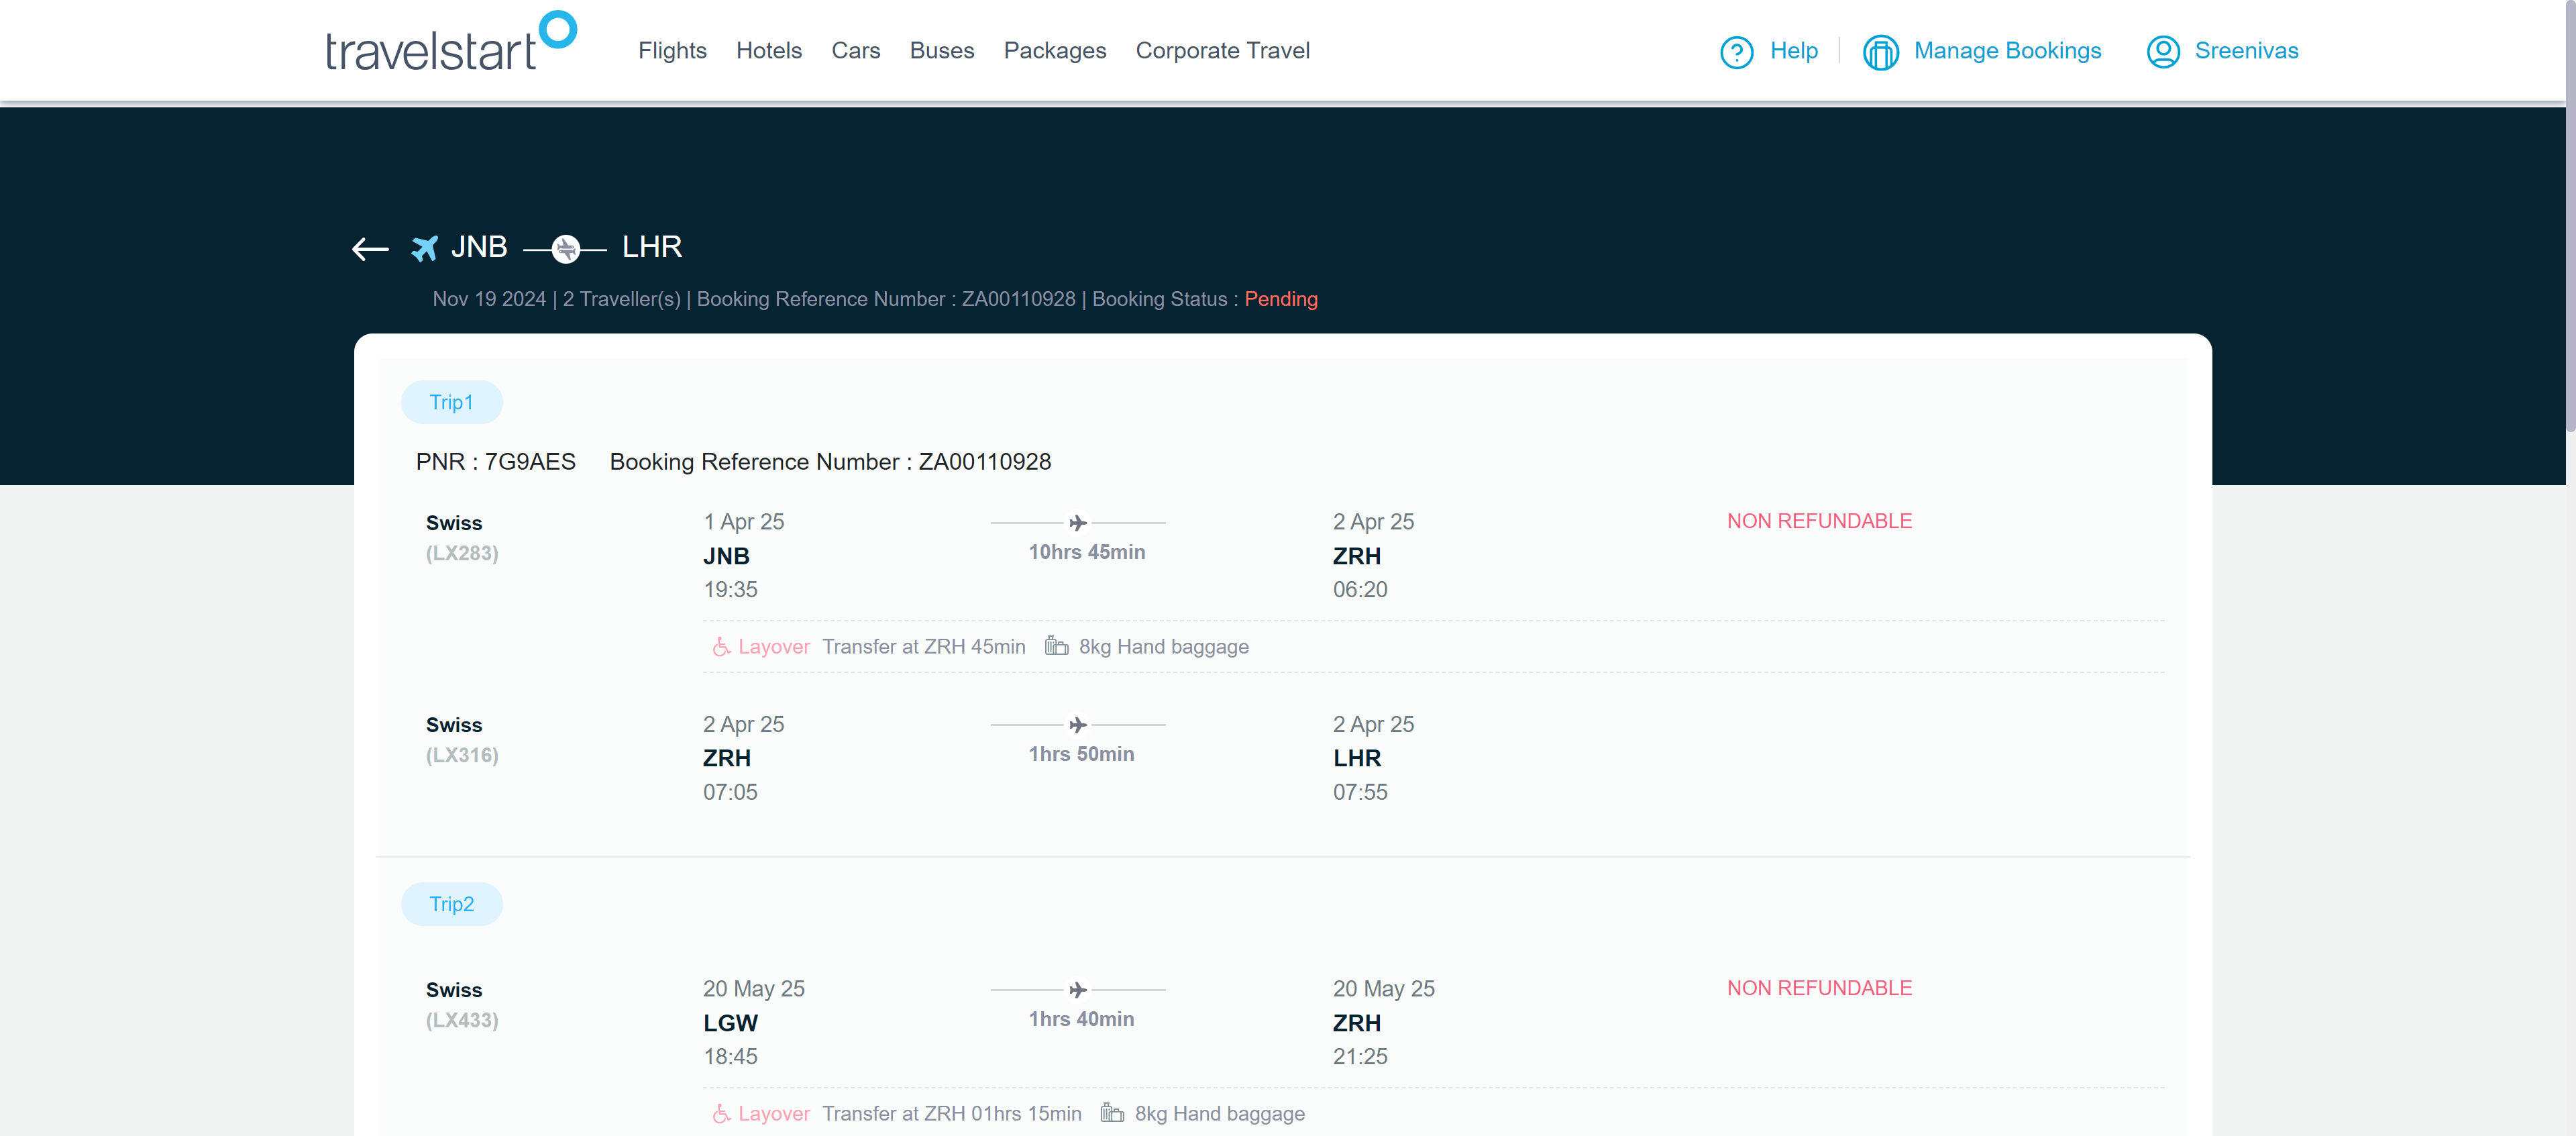 travelstart Flights Hotels Cars Buses Packages Corporate Travel Help Manage Bookings Sreenivas
JNB LHR
Nov 19 2024 | 2 Traveller(s) | Booking Reference Number : ZA00110928 | Booking Status : Pending
Trip1
PNR : 7G9AES Booking Reference Number : ZA00110928
Swiss 1 Apr 25 2 Apr 25 NON REFUNDABLE
(LX283) JNB 10hrs 45min ZRH
19:35 06:20
Layover Transfer at ZRH 45min 8kg Hand baggage
Swiss 2 Apr 25 2 Apr 25
(LX316) ZRH 1hrs 50min LHR
07:05 07:55
Trip2
Swiss 20 May 25 20 May 25 NON REFUNDABLE
(LX433) LGW 1hrs 40min ZRH
18:45 21:25
Layover Transfer at ZRH 01hrs 15min 8kg Hand baggage